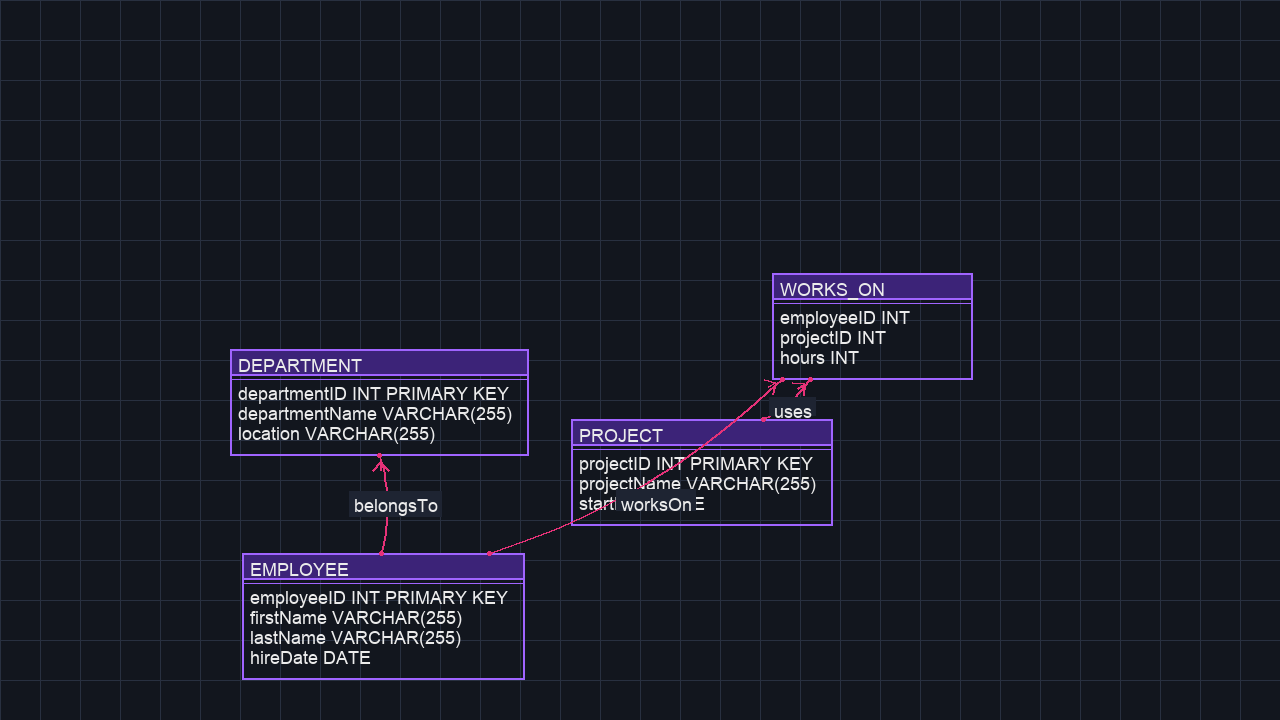 WORKS_ON
employeeID INT
projectID INT
hours INT
DEPARTMENT
departmentID INT PRIMARY KEY
departmentName VARCHAR(255)
location VARCHAR(255)
uses
PROJECT
projectID INT PRIMARY KEY
projectName VARCHAR(255)
start
worksOn
belongsTo
EMPLOYEE
employeeID INT PRIMARY KEY
firstName VARCHAR(255)
lastName VARCHAR(255)
hireDate DATE